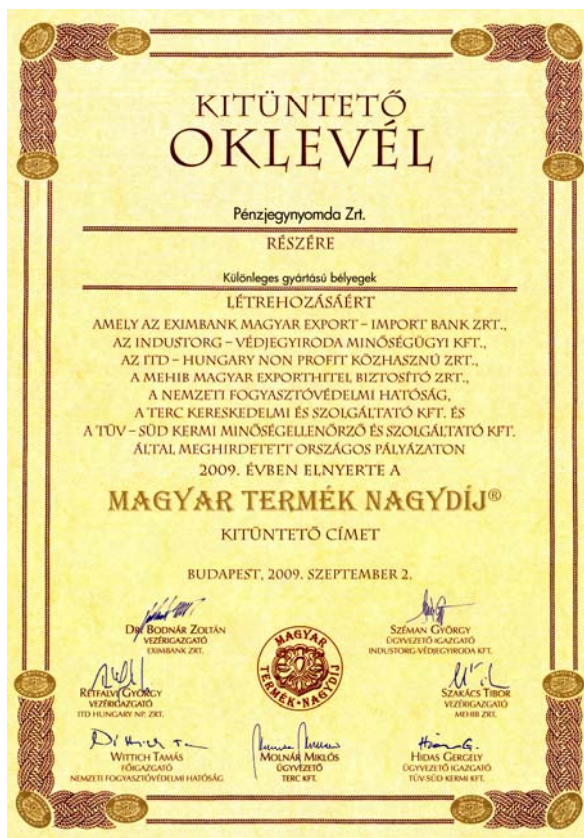 KITÜNTETŐ
OKLEVÉL
Pénzjegynyomda Zrt.
RÉSZÉRE
Különleges gyártású bélyegek
LÉTREHOZÁSÁÉRT
AMELY AZ EXIMBANK MAGYAR EXPORT – IMPORT BANK ZRT.,
AZ INDUSTORG – VÉDJEGYIRODA MINŐSÉGÜGYI KFT.,
AZ ITD – HUNGARY NON PROFIT KÖZHASZNÚ ZRT.,
A MEHIB MAGYAR EXPORTHITEL BIZTOSÍTÓ ZRT.,
A NEMZETI FOGYASZTÓVÉDELMI HATÓSÁG,
A TERC KERESKEDELMI ÉS SZOLGÁLTATÓ KFT. ÉS
A TÜV – SÜD KERMI MINŐSÉGELLENŐRZŐ ÉS SZOLGÁLTATÓ KFT.
ÁLTAL MEGHIRDETETT ORSZÁGOS PÁLYÁZATON
2009. ÉVBEN ELNYERTE A
MAGYAR TERMÉK NAGYDÍJ®
KITÜNTETŐ CÍMET
BUDAPEST, 2009. SZEPTEMBER 2.
DR. BODNÁR ZOLTÁN
VEZÉRIGAZGATÓ
EXIMBANK ZRT.
SZÉMAN GYÖRGY
ÜGYVEZETŐ IGAZGATÓ
INDUSTORG-VÉDJEGYIRODA KFT.
MAGYAR
TERMÉK-NAGYDÍJ
RÉTFALVI GYÖRGY
VEZÉRIGAZGATÓ
ITD HUNGARY NP. ZRT.
SZAKÁCS TIBOR
VEZÉRIGAZGATÓ
MEHIB ZRT.
WITTICH TAMÁS
FŐIGAZGATÓ
NEMZETI FOGYASZTÓVÉDELMI HATÓSÁG
MOLNÁR MIKLÓS
ÜGYVEZETŐ
TERC KFT.
HIDAS GERGELY
ÜGYVEZETŐ IGAZGATÓ
TÜV-SÜD KERMI KFT.